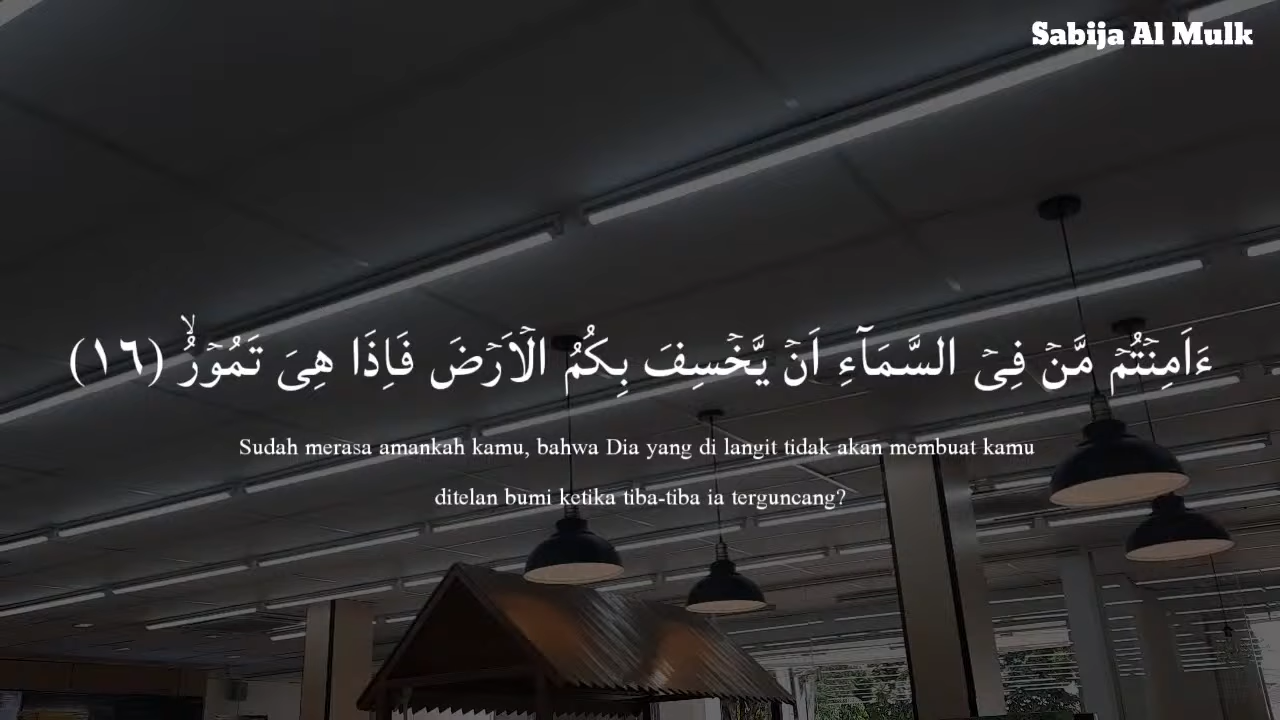 Sabija Al Mulk
ءَاَمِنْتُمْ مَّنْ فِى السَّمَاۤءِ اَنْ يَّخْسِفَ بِكُمُ الْاَرْضَ فَاِذَا هِيَ تَمُوْرُۙ (١٦)
Sudah merasa amankah kamu, bahwa Dia yang di langit tidak akan membuat kamu
ditelan bumi ketika tiba-tiba ia terguncang?